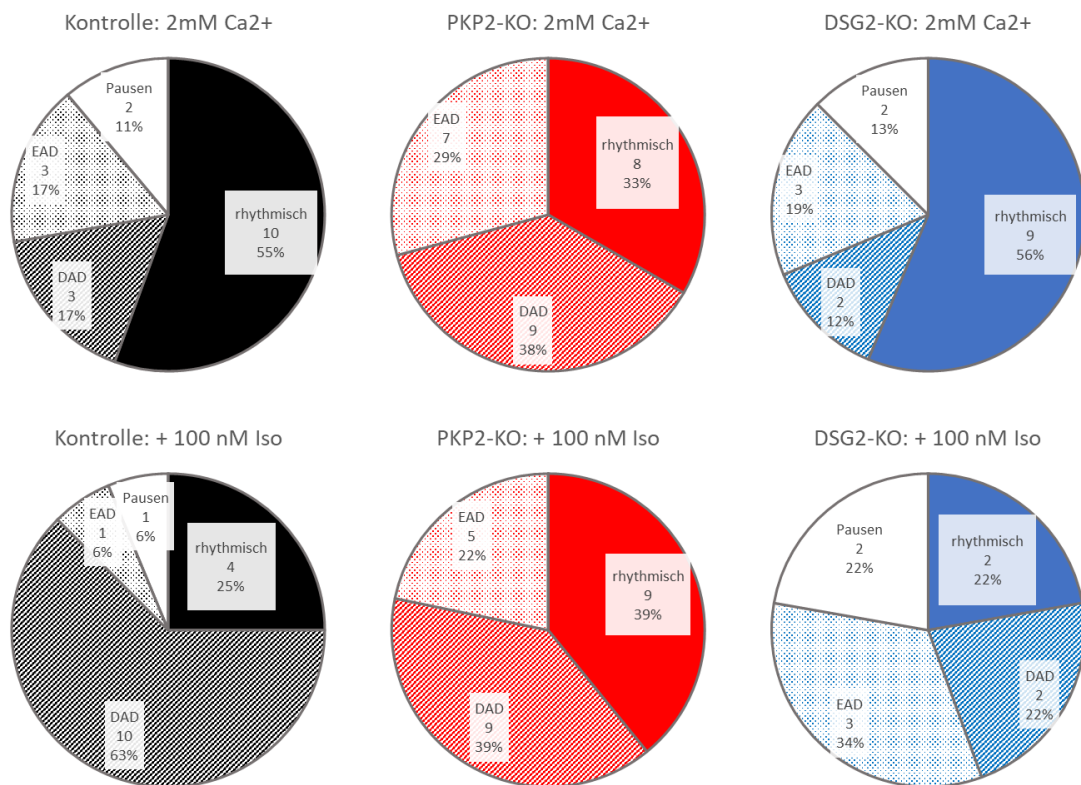 Kontrolle: 2mM Ca2+
Pausen
2
11%
EAD
3
17%
rhythmisch
10
55%
DAD
3
17%
PKP2-KO: 2mM Ca2+
EAD
7
29%
rhythmisch
8
33%
DAD
9
38%
DSG2-KO: 2mM Ca2+
Pausen
2
13%
EAD
3
19%
rhythmisch
9
56%
DAD
2
12%
Kontrolle: + 100 nM Iso
Pausen
1
6%
EAD
1
6%
rhythmisch
4
25%
DAD
10
63%
PKP2-KO: + 100 nM Iso
EAD
5
22%
rhythmisch
9
39%
DAD
9
39%
DSG2-KO: + 100 nM Iso
Pausen
2
22%
rhythmisch
2
22%
EAD
3
34%
DAD
2
22%